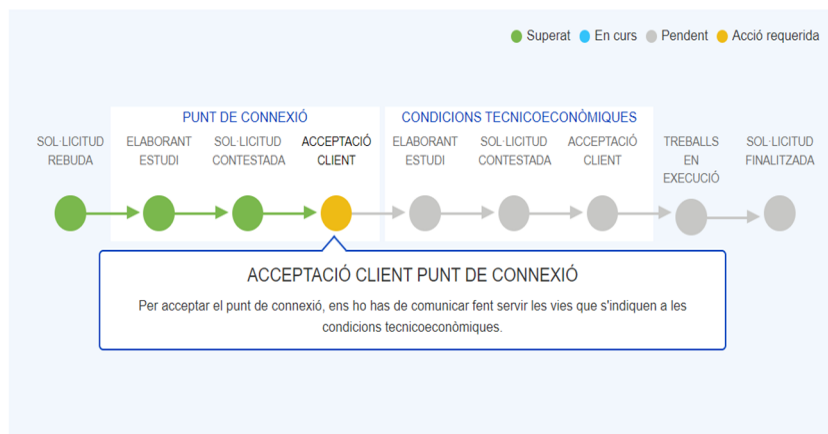 Superat En curs Pendent Acció requerida
PUNT DE CONNEXIÓ
CONDICIONS TECNICOECONÒMIQUES
SOL·LICITUD
REBUDA
ELABORANT
ESTUDI
SOL·LICITUD
CONTESTADA
ACCEPTACIÓ
CLIENT
ELABORANT
ESTUDI
SOL·LICITUD
CONTESTADA
ACCEPTACIÓ
CLIENT
TREBALLS
EN
EXECUCIÓ
SOL·LICITUD
FINALITZADA
ACCEPTACIÓ CLIENT PUNT DE CONNEXIÓ
Per acceptar el punt de connexió, ens ho has de comunicar fent servir les vies que s'indiquen a les
condicions tecnicoeconòmiques.